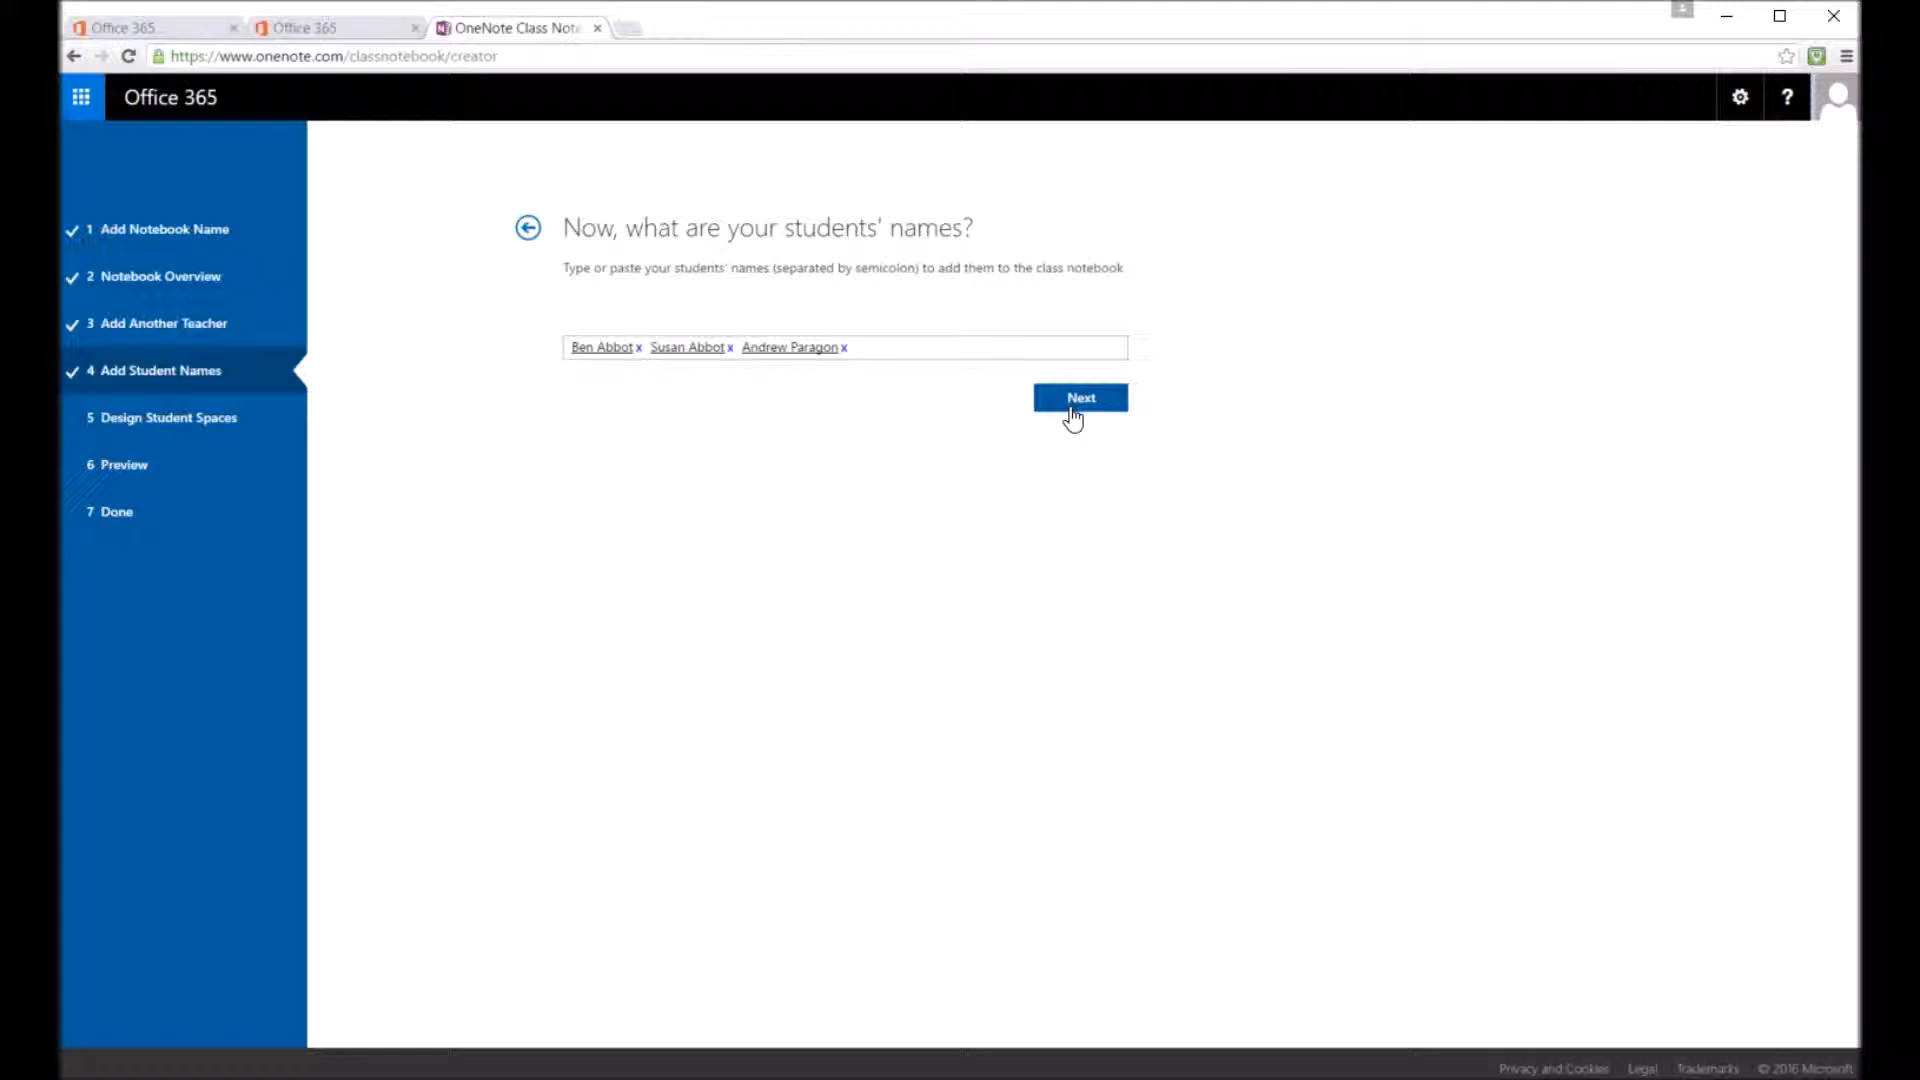 Office 365
Office 365
OneNote Class Note
https://www.onenote.com/classnotebook/creator
Office 365
?
1 Add Notebook Name
2 Notebook Overview
3 Add Another Teacher
4 Add Student Names
5 Design Student Spaces
6 Preview
7 Done
Now, what are your students' names?
Type or paste your students' names (separated by semicolon) to add them to the class notebook
Ben Abbot x Susan Abbot x Andrew Paragon x
Next
Privacy and Cookies Legal Trademarks © 2016 Microsoft